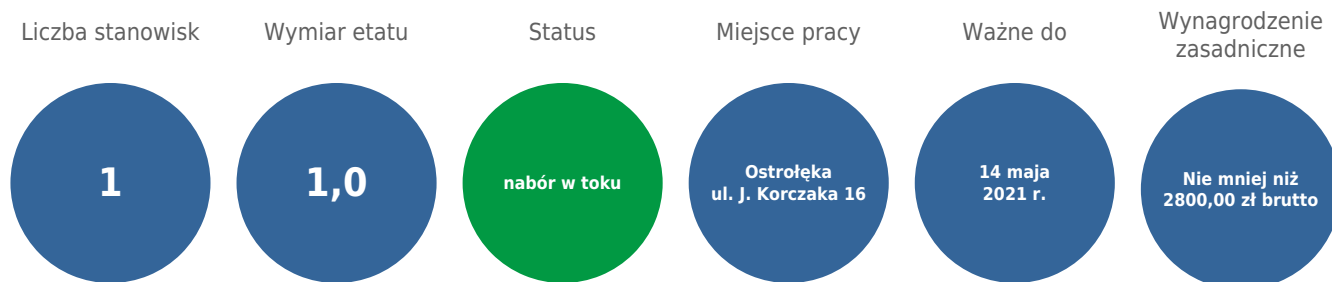 Liczba stanowisk
1
Wymiar etatu
1,0
Status
nabór w toku
Miejsce pracy
Ostrołęka
ul. J. Korczaka 16
Ważne do
14 maja
2021 r.
Wynagrodzenie
zasadnicze
Nie mniej niż
2800,00 zł brutto